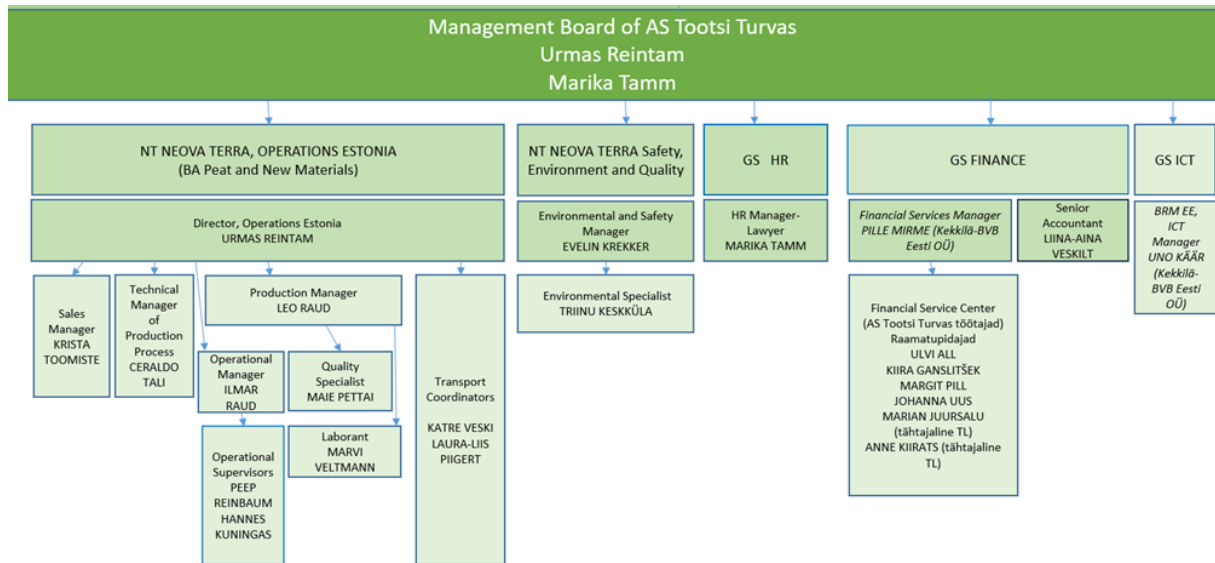 Management Board of AS Tootsi Turvas
Urmas Reintam
Marika Tamm
NT NEOVA TERRA, OPERATIONS ESTONIA
(BA Peat and New Materials)
NT NEOVA TERRA Safety,
Environment and Quality
GS HR
GS FINANCE
GS ICT
Director, Operations Estonia
URMAS REINTAM
Environmental and Safety
Manager
EVELIN KREKKER
HR Manager-
Lawyer
MARIKA TAMM
Financial Services Manager
PILLE MIRME (Kekkilä-BVB
Eesti OÜ)
Senior
Accountant
LIINA-AINA
VESKILT
BRM EE,
ICT
Manager
UNO KÄÄR
(Kekkilä-
BVB Eesti
OÜ)
Sales
Manager
KRISTA
TOOMISTE
Technical
Manager
of
Production
Process
CERALDO
TALI
Production Manager
LEO RAUD
Operational
Manager
ILMAR
RAUD
Quality
Specialist
MAIE PETTAI
Laborant
MARVI
VELTMANN
Operational
Supervisors
PEEP
REINBAUM
HANNES
KUNINGAS
Transport
Coordinators
KATRE VESKI
LAURA-LIIS
PIIGERT
Environmental Specialist
TRIINU KESKKÜLA
Financial Service Center
(AS Tootsi Turvas töötajad)
Raamatupidajad
ULVI ALL
KIIRA GANSLITŠEK
MARGIT PILL
JOHANNA UUS
MARIAN JUURSALU
(tähtajaline TL)
ANNE KIIRATS (tähtajaline
TL)